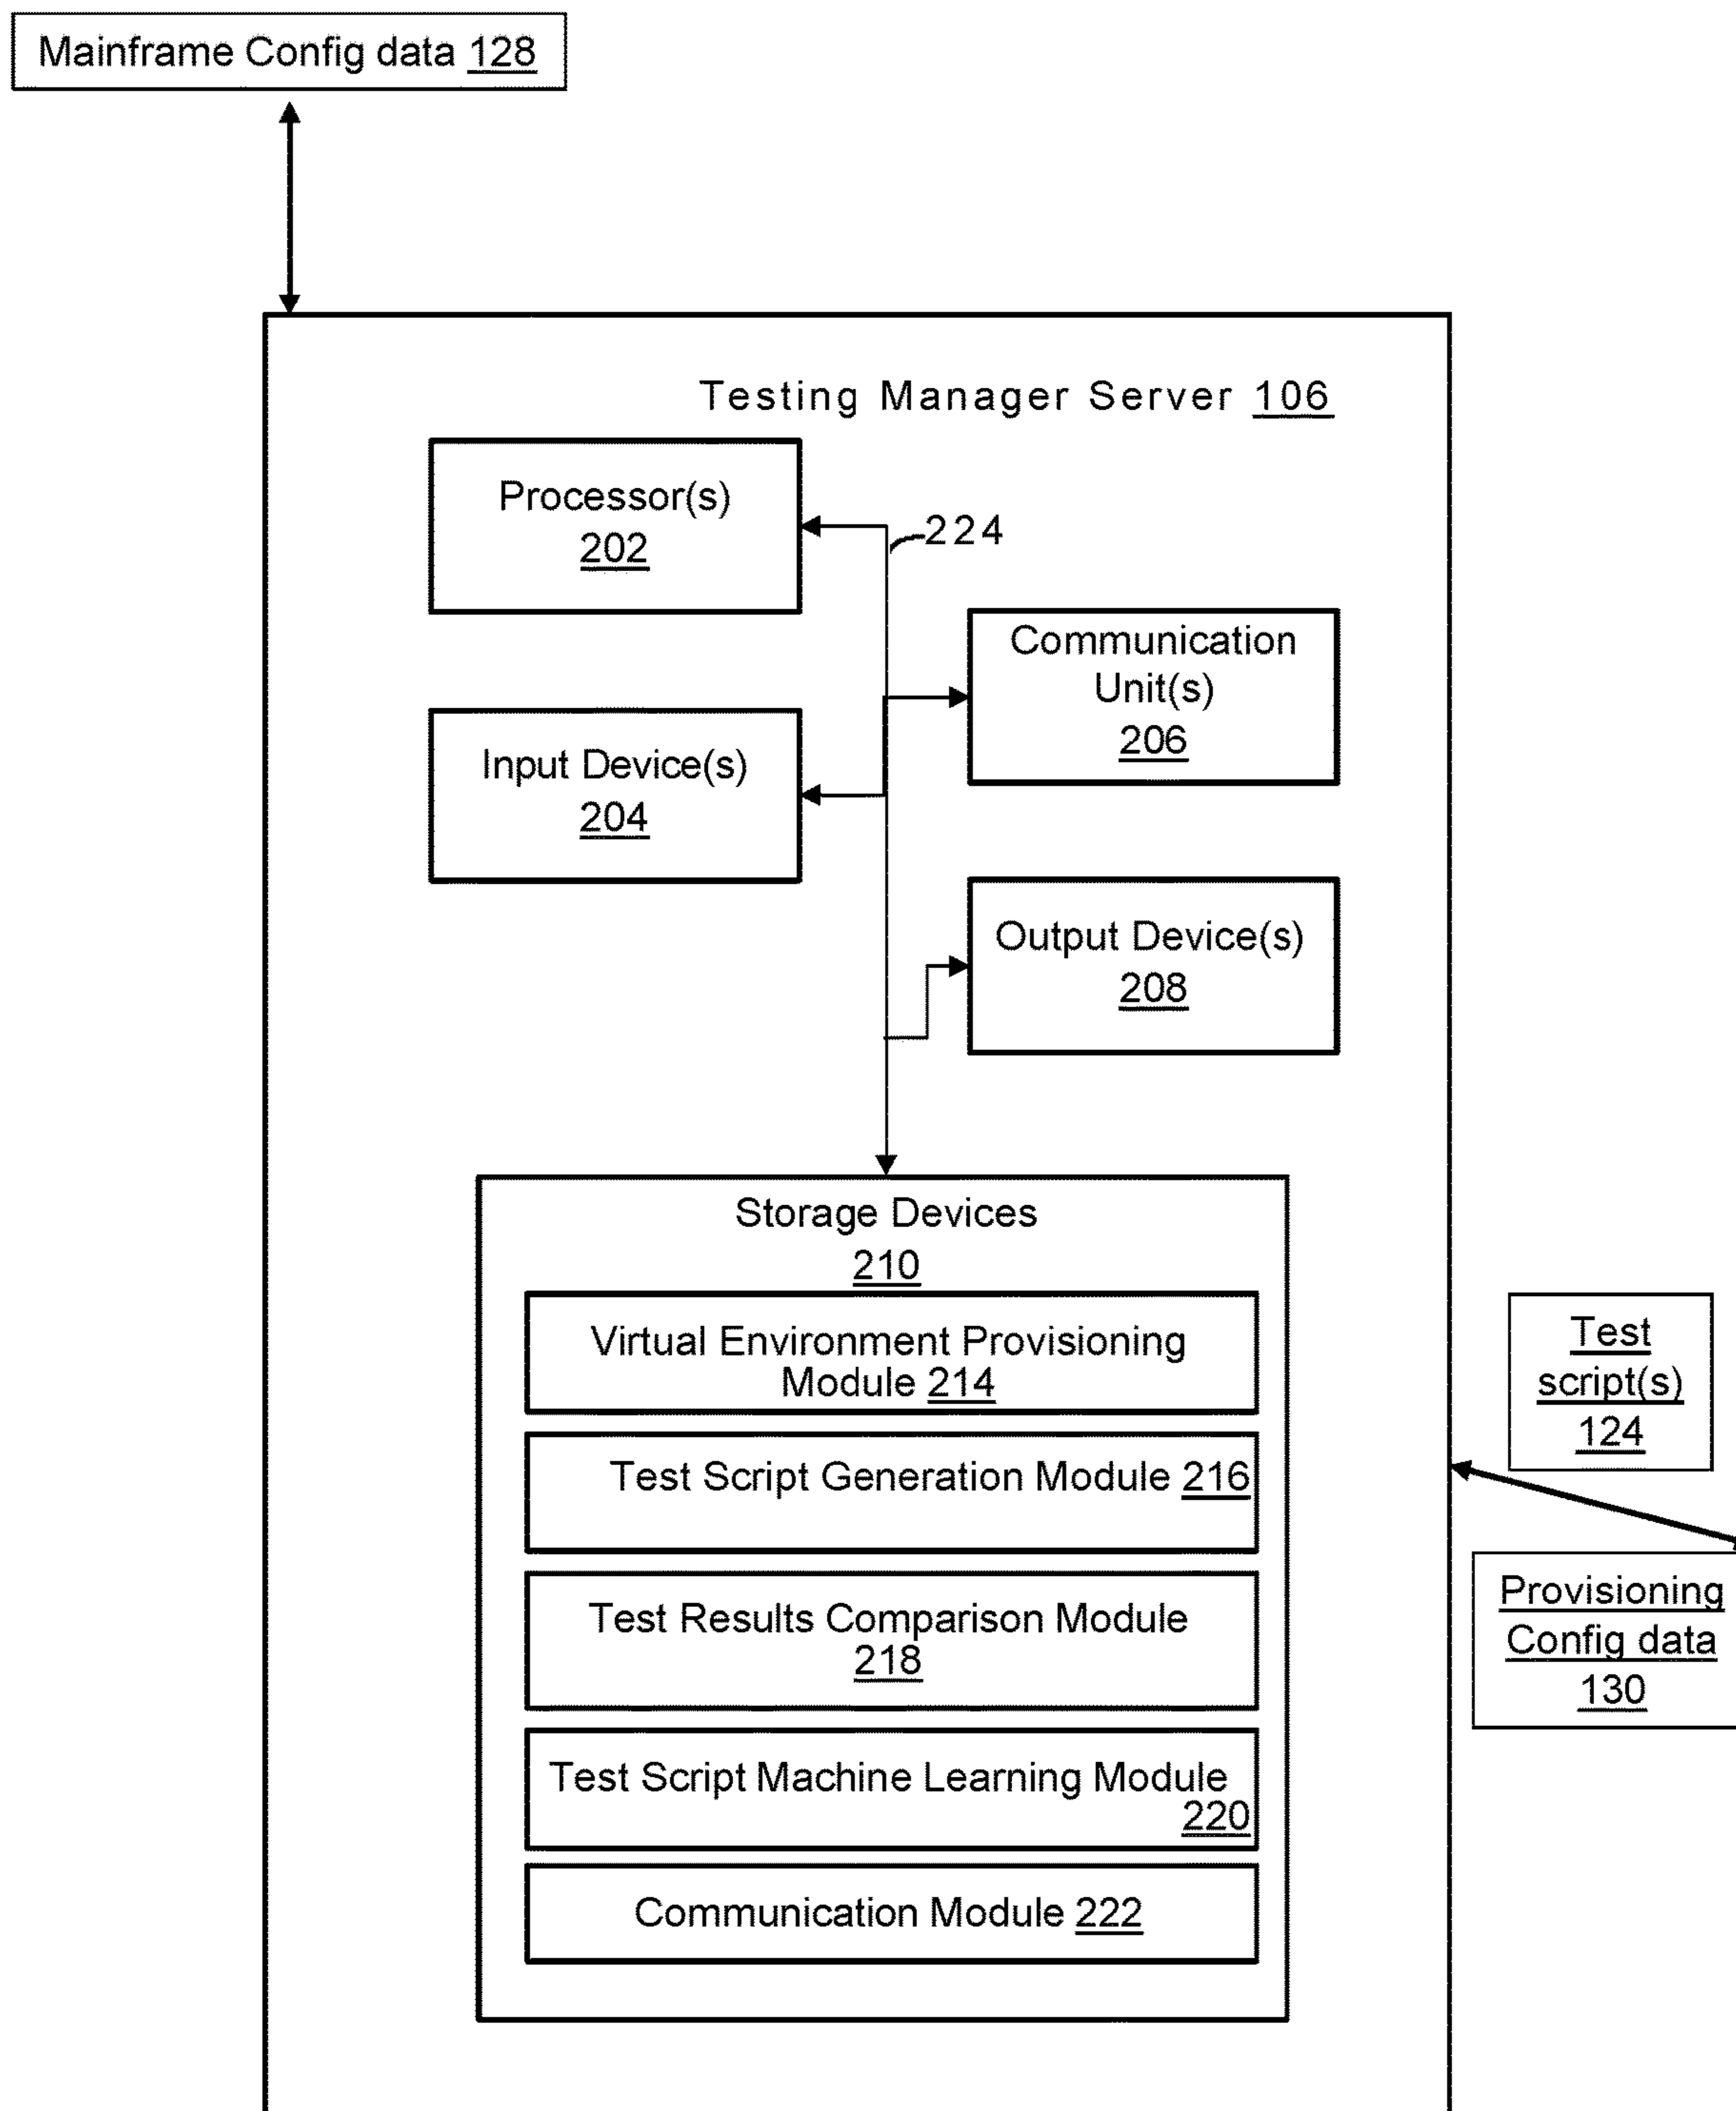 Mainframe Config data 128
Testing Manager Server 106
Processor(s)
202
224
Communication
Unit(s)
206
Input Device(s)
204
Output Device(s)
208
Storage Devices
210
Virtual Environment Provisioning
Module 214
Test Script Generation Module 216
Test Results Comparison Module
218
Test Script Machine Learning Module
220
Communication Module 222
Test
script(s)
124
Provisioning
Config data
130